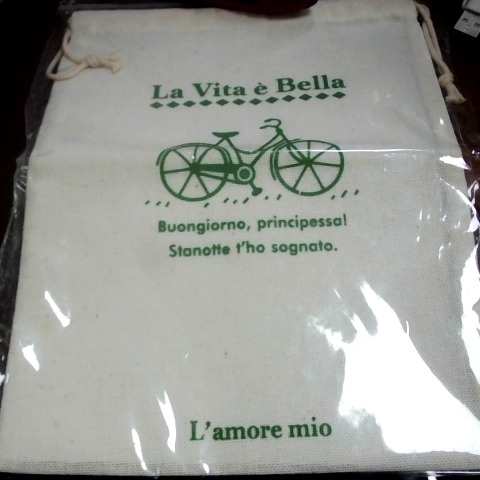 La Vita è Bella
Buongiorno, principessa!
Stanotte t'ho sognato.
L'amore mio